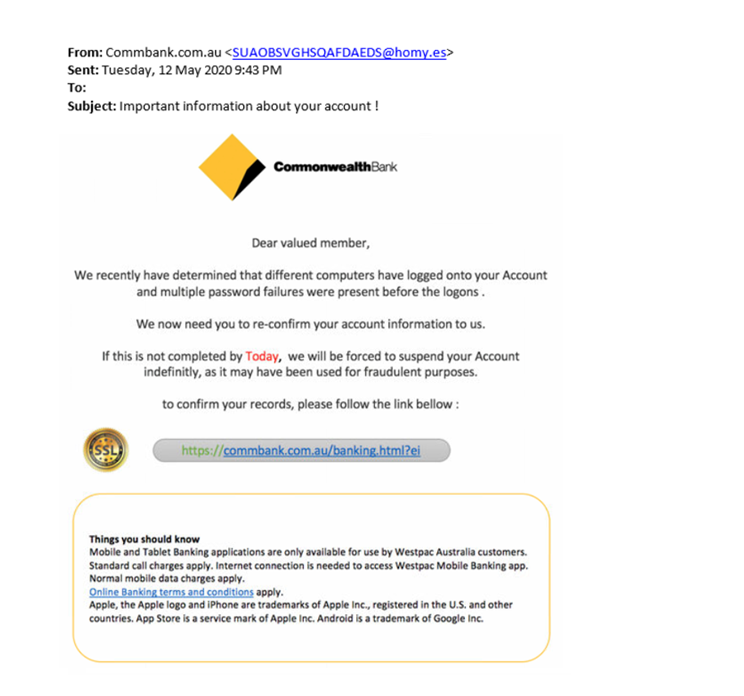 From: Commbank.com.au <SUAOBSVGHSQAFDAEDS@homy.es>
Sent: Tuesday, 12 May 2020 9:43 PM
To:
Subject: Important information about your account !
CommonwealthBank
Dear valued member,
We recently have determined that different computers have logged onto your Account
and multiple password failures were present before the logons .
We now need you to re-confirm your account information to us.
If this is not completed by Today, we will be forced to suspend your Account
indefinitly, as it may have been used for fraudulent purposes.
to confirm your records, please follow the link bellow :
SSL
https://commbank.com.au/banking.html?ei
Things you should know
Mobile and Tablet Banking applications are only available for use by Westpac Australia customers.
Standard call charges apply. Internet connection is needed to access Westpac Mobile Banking app.
Normal mobile data charges apply.
Online Banking terms and conditions apply.
Apple, the Apple logo and iPhone are trademarks of Apple Inc., registered in the U.S. and other
countries. App Store is a service mark of Apple Inc. Android is a trademark of Google Inc.